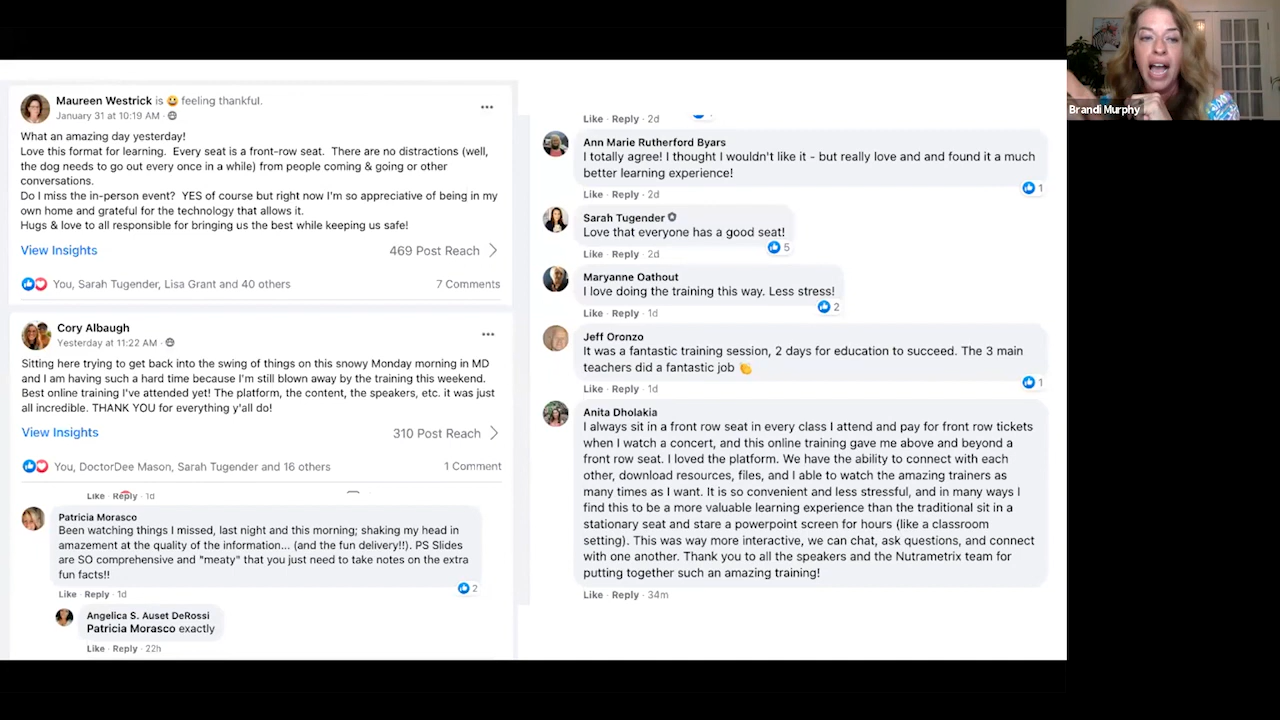 Maureen Westrick is 😃 feeling thankful.
January 31 at 10:19 AM ·
What an amazing day yesterday!
Love this format for learning. Every seat is a front-row seat. There are no distractions (well,
the dog needs to go out every once in a while) from people coming & going or other
conversations.
Do I miss the in-person event? YES of course but right now I'm so appreciative of being in my
own home and grateful for the technology that allows it.
Hugs & love to all responsible for bringing us the best while keeping us safe!
View Insights
469 Post Reach
You, Sarah Tugender, Lisa Grant and 40 others
7 Comments
Cory Albaugh
Yesterday at 11:22 AM ·
Sitting here trying to get back into the swing of things on this snowy Monday morning in MD
and I am having such a hard time because I'm still blown away by the training this weekend.
Best online training I've attended yet! The platform, the content, the speakers, etc. it was just
all incredible. THANK YOU for everything y'all do!
View Insights
310 Post Reach
You, DoctorDee Mason, Sarah Tugender and 16 others
1 Comment
Like · Reply · 1d
Patricia Morasco
Been watching things I missed, last night and this morning; shaking my head in
amazement at the quality of the information... (and the fun delivery!!). PS Slides
are SO comprehensive and "meaty" that you just need to take notes on the extra
fun facts!!
2
Like · Reply · 1d
Angelica S. Auset DeRossi
Patricia Morasco exactly
Like · Reply · 22h
Like · Reply · 2d
Ann Marie Rutherford Byars
I totally agree! I thought I wouldn't like it - but really love and and found it a much
better learning experience!
1
Like · Reply · 2d
Sarah Tugender
Love that everyone has a good seat!
5
Like · Reply · 2d
Maryanne Oathout
I love doing the training this way. Less stress!
2
Like · Reply · 1d
Jeff Oronzo
It was a fantastic training session, 2 days for education to succeed. The 3 main
teachers did a fantastic job 👏
1
Like · Reply · 1d
Anita Dholakia
I always sit in a front row seat in every class I attend and pay for front row tickets
when I watch a concert, and this online training gave me above and beyond a
front row seat. I loved the platform. We have the ability to connect with each
other, download resources, files, and I able to watch the amazing trainers as
many times as I want. It is so convenient and less stressful, and in many ways I
find this to be a more valuable learning experience than the traditional sit in a
stationary seat and stare a powerpoint screen for hours (like a classroom
setting). This was way more interactive, we can chat, ask questions, and connect
with one another. Thank you to all the speakers and the Nutrametrix team for
putting together such an amazing training!
Like · Reply · 34m
Brandi Murphy